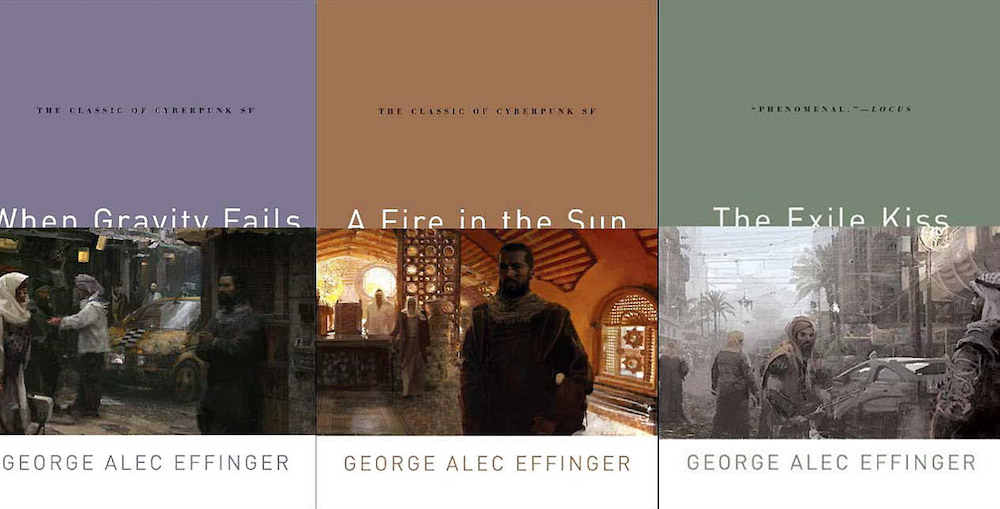 THE CLASSIC OF CYBERPUNK SF
When Gravity Fails
GEORGE ALEC EFFINGER
THE CLASSIC OF CYBERPUNK SF
A Fire in the Sun
GEORGE ALEC EFFINGER
"PHENOMENAL."—LOCUS
The Exile Kiss
GEORGE ALEC EFFINGER